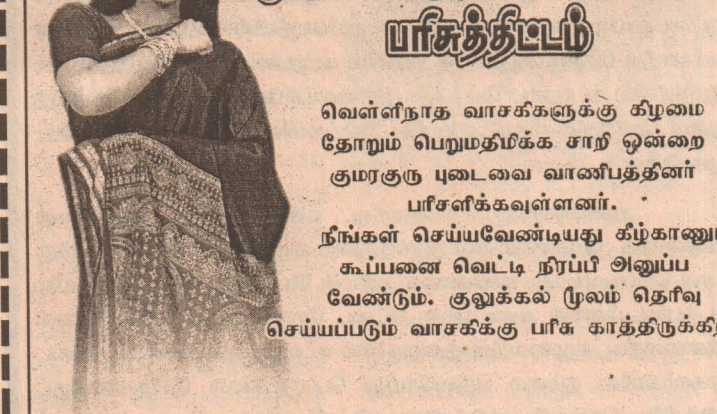 பரிசுத்திட்டம்
வெள்ளிநாத வாசகிகளுக்கு கிழமை
தோறும் பெறுமதிமிக்க சாறி ஒன்றை
குமரகுரு புடைவை வாணிபத்தினர்
பரிசளிக்கவுள்ளனர்.
நீங்கள் செய்யவேண்டியது கீழ்காணும்
கூப்பனை வெட்டி நிரப்பி அனுப்ப
வேண்டும். குலுக்கல் மூலம் தெரிவு
செய்யப்படும் வாசகிக்கு பரிசு